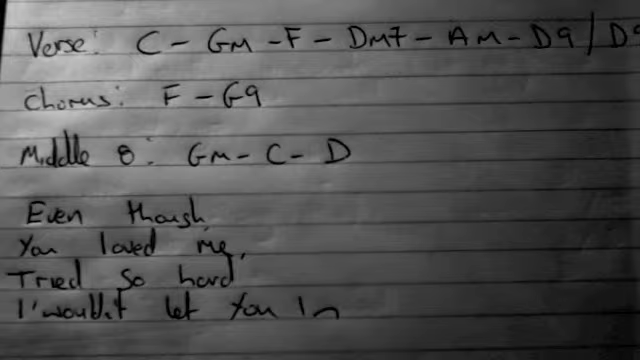 Verse: C - Gm - F - Dm7 - Am - D9 / D9
Chorus: F - G9
Middle 8: Gm - C - D
Even though
You loved me,
Tried so hard
I wouldn't let you In